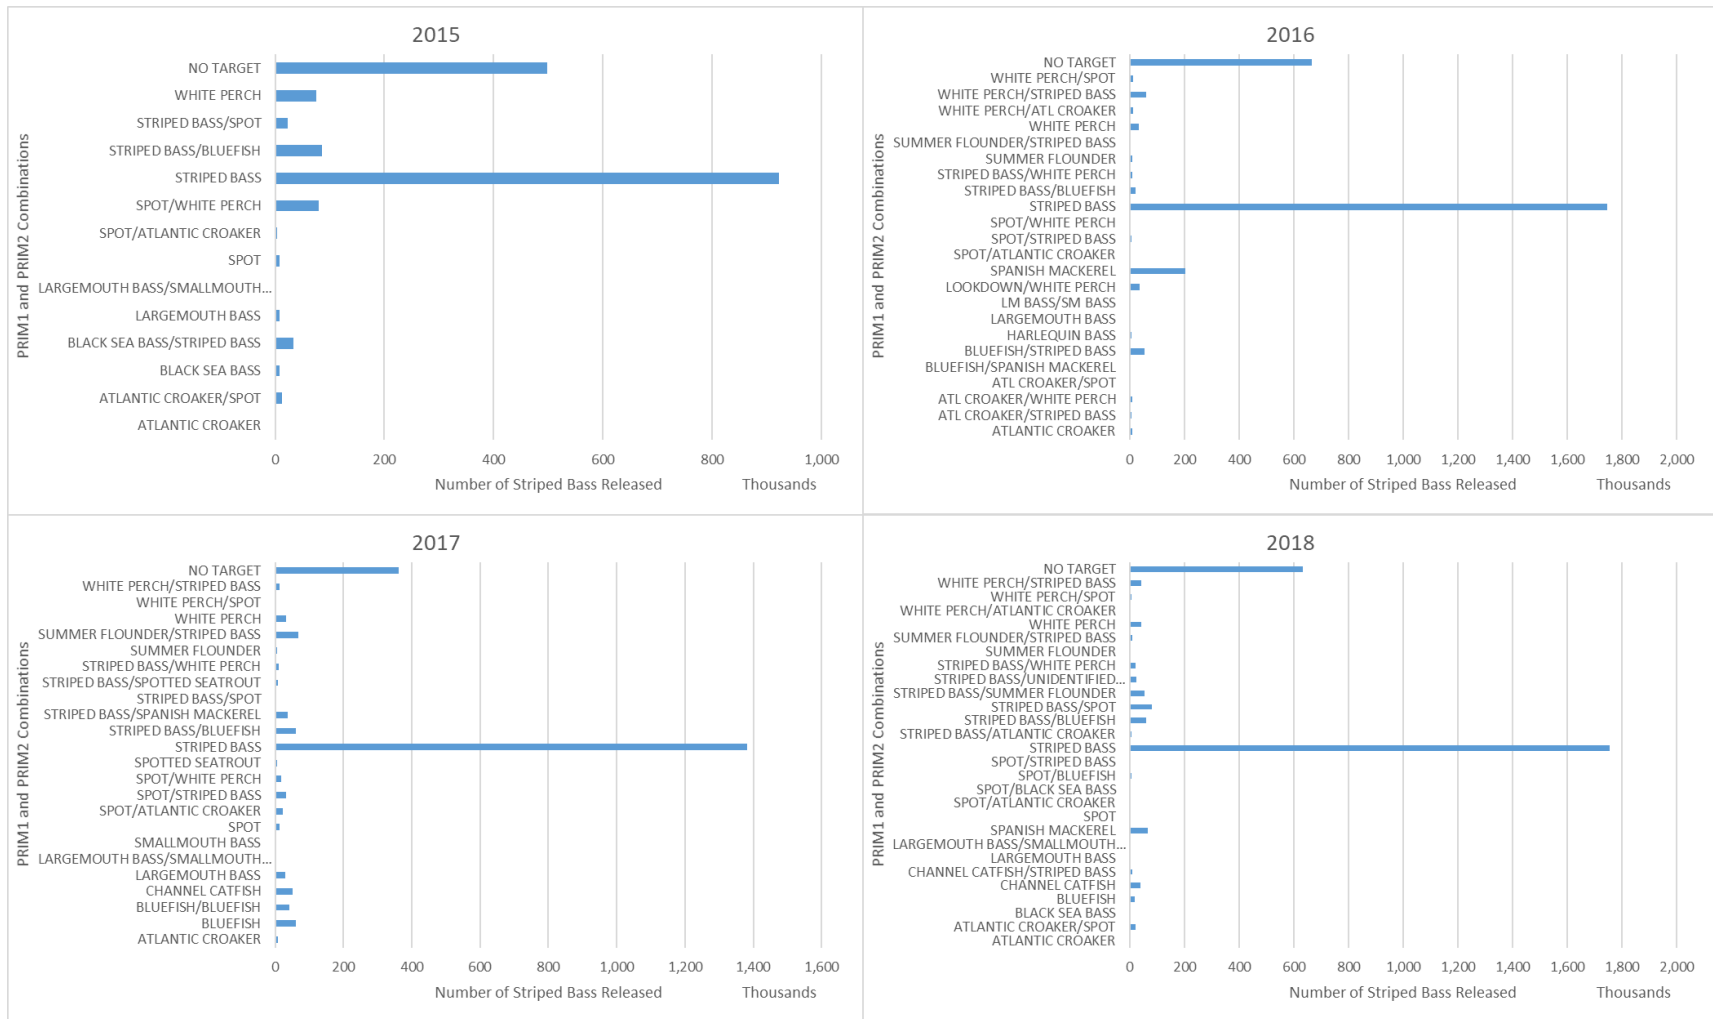 2015
NO TARGET
WHITE PERCH
STRIPED BASS/SPOT
STRIPED BASS/BLUEFISH
STRIPED BASS
SPOT/WHITE PERCH
SPOT/ATLANTIC CROAKER
SPOT
LARGEMOUTH BASS/SMALLMOUTH...
LARGEMOUTH BASS
BLACK SEA BASS/STRIPED BASS
BLACK SEA BASS
ATLANTIC CROAKER/SPOT
ATLANTIC CROAKER
PRIM1 and PRIM2 Combinations
0 200 400 600 800 1,000
Number of Striped Bass Released Thousands
2016
NO TARGET
WHITE PERCH/SPOT
WHITE PERCH/STRIPED BASS
WHITE PERCH/ATL CROAKER
WHITE PERCH
SUMMER FLOUNDER/STRIPED BASS
SUMMER FLOUNDER
STRIPED BASS/WHITE PERCH
STRIPED BASS/BLUEFISH
STRIPED BASS
SPOT/WHITE PERCH
SPOT/STRIPED BASS
SPOT/ATLANTIC CROAKER
SPANISH MACKEREL
LOOKDOWN/WHITE PERCH
LM BASS/SM BASS
LARGEMOUTH BASS
HARLEQUIN BASS
BLUEFISH/STRIPED BASS
BLUEFISH/SPANISH MACKEREL
ATL CROAKER/SPOT
ATL CROAKER/WHITE PERCH
ATL CROAKER/STRIPED BASS
ATLANTIC CROAKER
PRIM1 and PRIM2 Combinations
0 200 400 600 800 1,000 1,200 1,400 1,600 1,800 2,000
Number of Striped Bass Released Thousands
2017
NO TARGET
WHITE PERCH/STRIPED BASS
WHITE PERCH/SPOT
WHITE PERCH
SUMMER FLOUNDER/STRIPED BASS
SUMMER FLOUNDER
STRIPED BASS/WHITE PERCH
STRIPED BASS/SPOTTED SEATROUT
STRIPED BASS/SPOT
STRIPED BASS/SPANISH MACKEREL
STRIPED BASS/BLUEFISH
STRIPED BASS
SPOTTED SEATROUT
SPOT/WHITE PERCH
SPOT/STRIPED BASS
SPOT/ATLANTIC CROAKER
SPOT
SMALLMOUTH BASS
LARGEMOUTH BASS/SMALLMOUTH...
LARGEMOUTH BASS
CHANNEL CATFISH
BLUEFISH/BLUEFISH
BLUEFISH
ATLANTIC CROAKER
PRIM1 and PRIM2 Combinations
0 200 400 600 800 1,000 1,200 1,400 1,600
Number of Striped Bass Released Thousands
2018
NO TARGET
WHITE PERCH/STRIPED BASS
WHITE PERCH/SPOT
WHITE PERCH/ATLANTIC CROAKER
WHITE PERCH
SUMMER FLOUNDER/STRIPED BASS
SUMMER FLOUNDER
STRIPED BASS/WHITE PERCH
STRIPED BASS/UNIDENTIFIED...
STRIPED BASS/SUMMER FLOUNDER
STRIPED BASS/SPOT
STRIPED BASS/BLUEFISH
STRIPED BASS/ATLANTIC CROAKER
STRIPED BASS
SPOT/STRIPED BASS
SPOT/BLUEFISH
SPOT/BLACK SEA BASS
SPOT/ATLANTIC CROAKER
SPOT
SPANISH MACKEREL
LARGEMOUTH BASS/SMALLMOUTH...
LARGEMOUTH BASS
CHANNEL CATFISH/STRIPED BASS
CHANNEL CATFISH
BLUEFISH
BLACK SEA BASS
ATLANTIC CROAKER/SPOT
ATLANTIC CROAKER
PRIM1 and PRIM2 Combinations
0 200 400 600 800 1,000 1,200 1,400 1,600 1,800 2,000
Number of Striped Bass Released Thousands